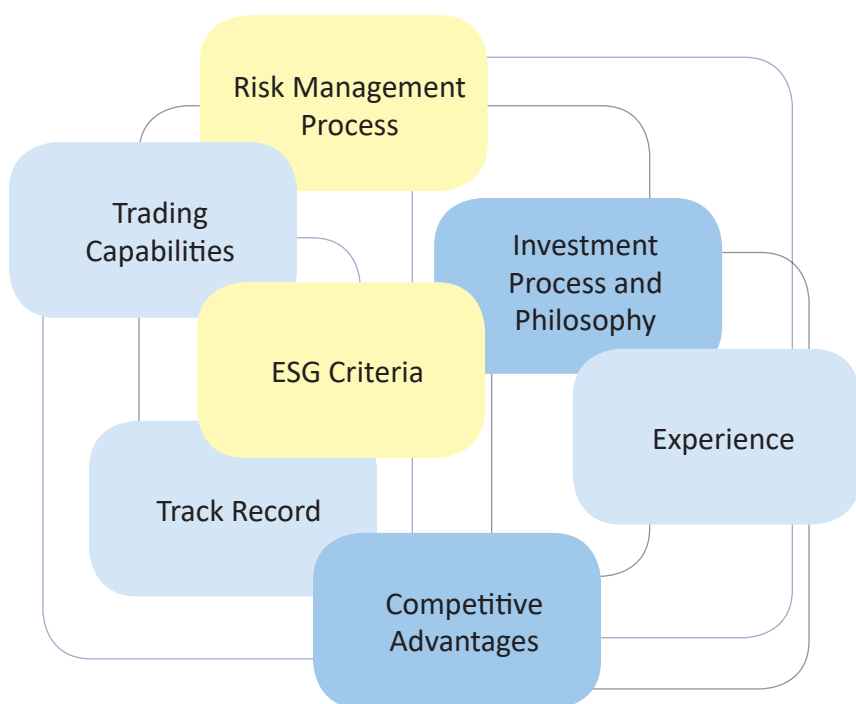 Risk Management
Process
Trading
Capabilities
Investment
Process and
Philosophy
ESG Criteria
Experience
Track Record
Competitive
Advantages